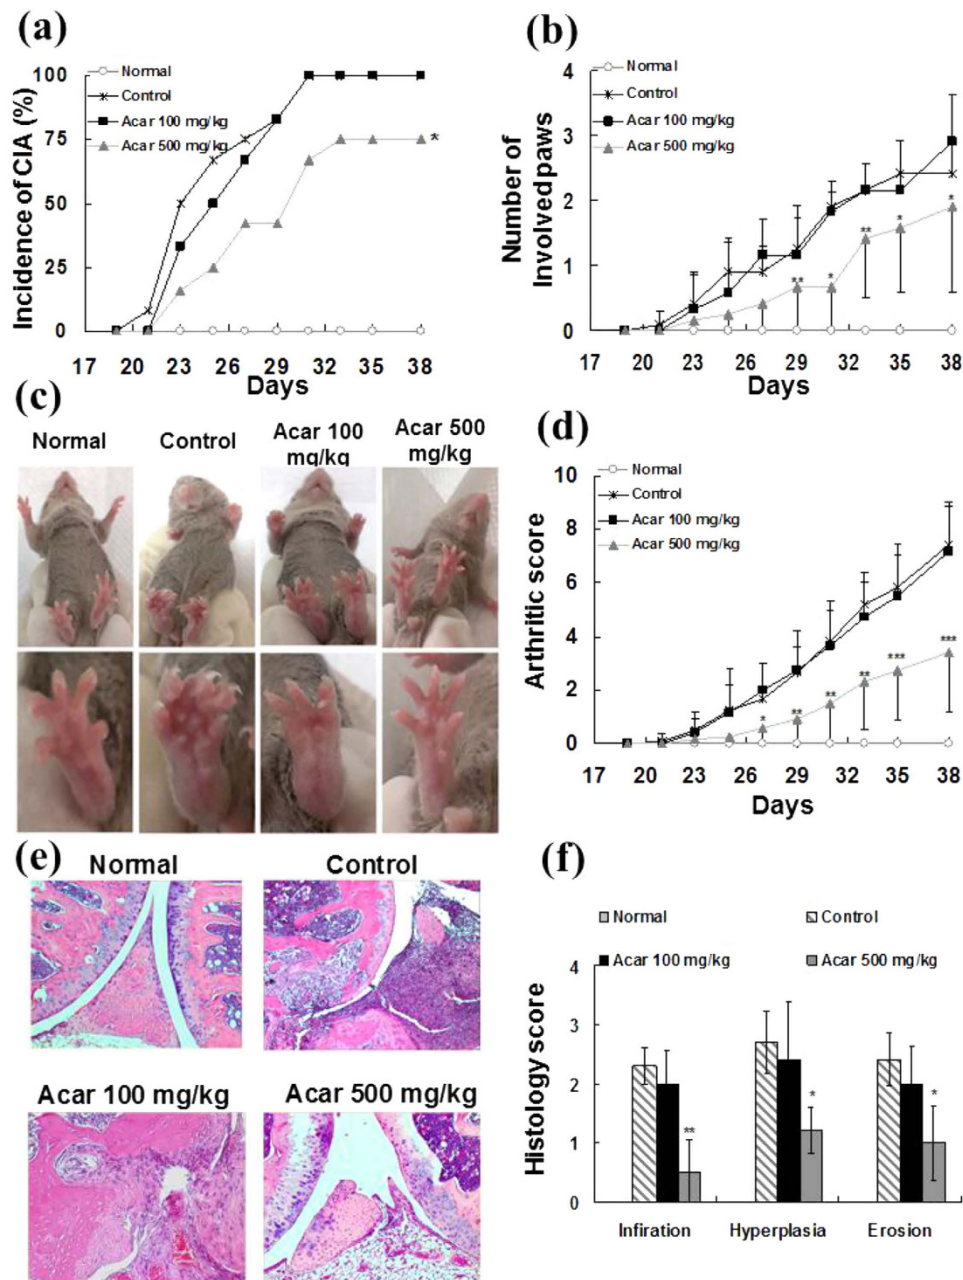 (a)
Incidence of CIA (%)
100
75
50
25
0
Normal
Control
Acar 100 mg/kg
Acar 500 mg/kg
*
17 20 23 26 29 32 35 38
Days
(b)
Number of
Involvedpaws
4
3
2
1
0
Normal
Control
Acar 100 mg/kg
Acar 500 mg/kg
** * ** * *
17 20 23 26 29 32 35 38
Days
(c)
Normal Control Acar 100 mg/kg Acar 500 mg/kg
(d)
Arthritic score
10
8
6
4
2
0
Normal
Control
Acar 100 mg/kg
Acar 500 mg/kg
* ** ** ** *** ***
17 20 23 26 29 32 35 38
Days
(e)
Normal Control
Acar 100 mg/kg Acar 500 mg/kg
(f)
Normal Control
Acar 100 mg/kg Acar 500 mg/kg
Histology score
4
3
2
1
0
** * *
Infiration Hyperplasia Erosion